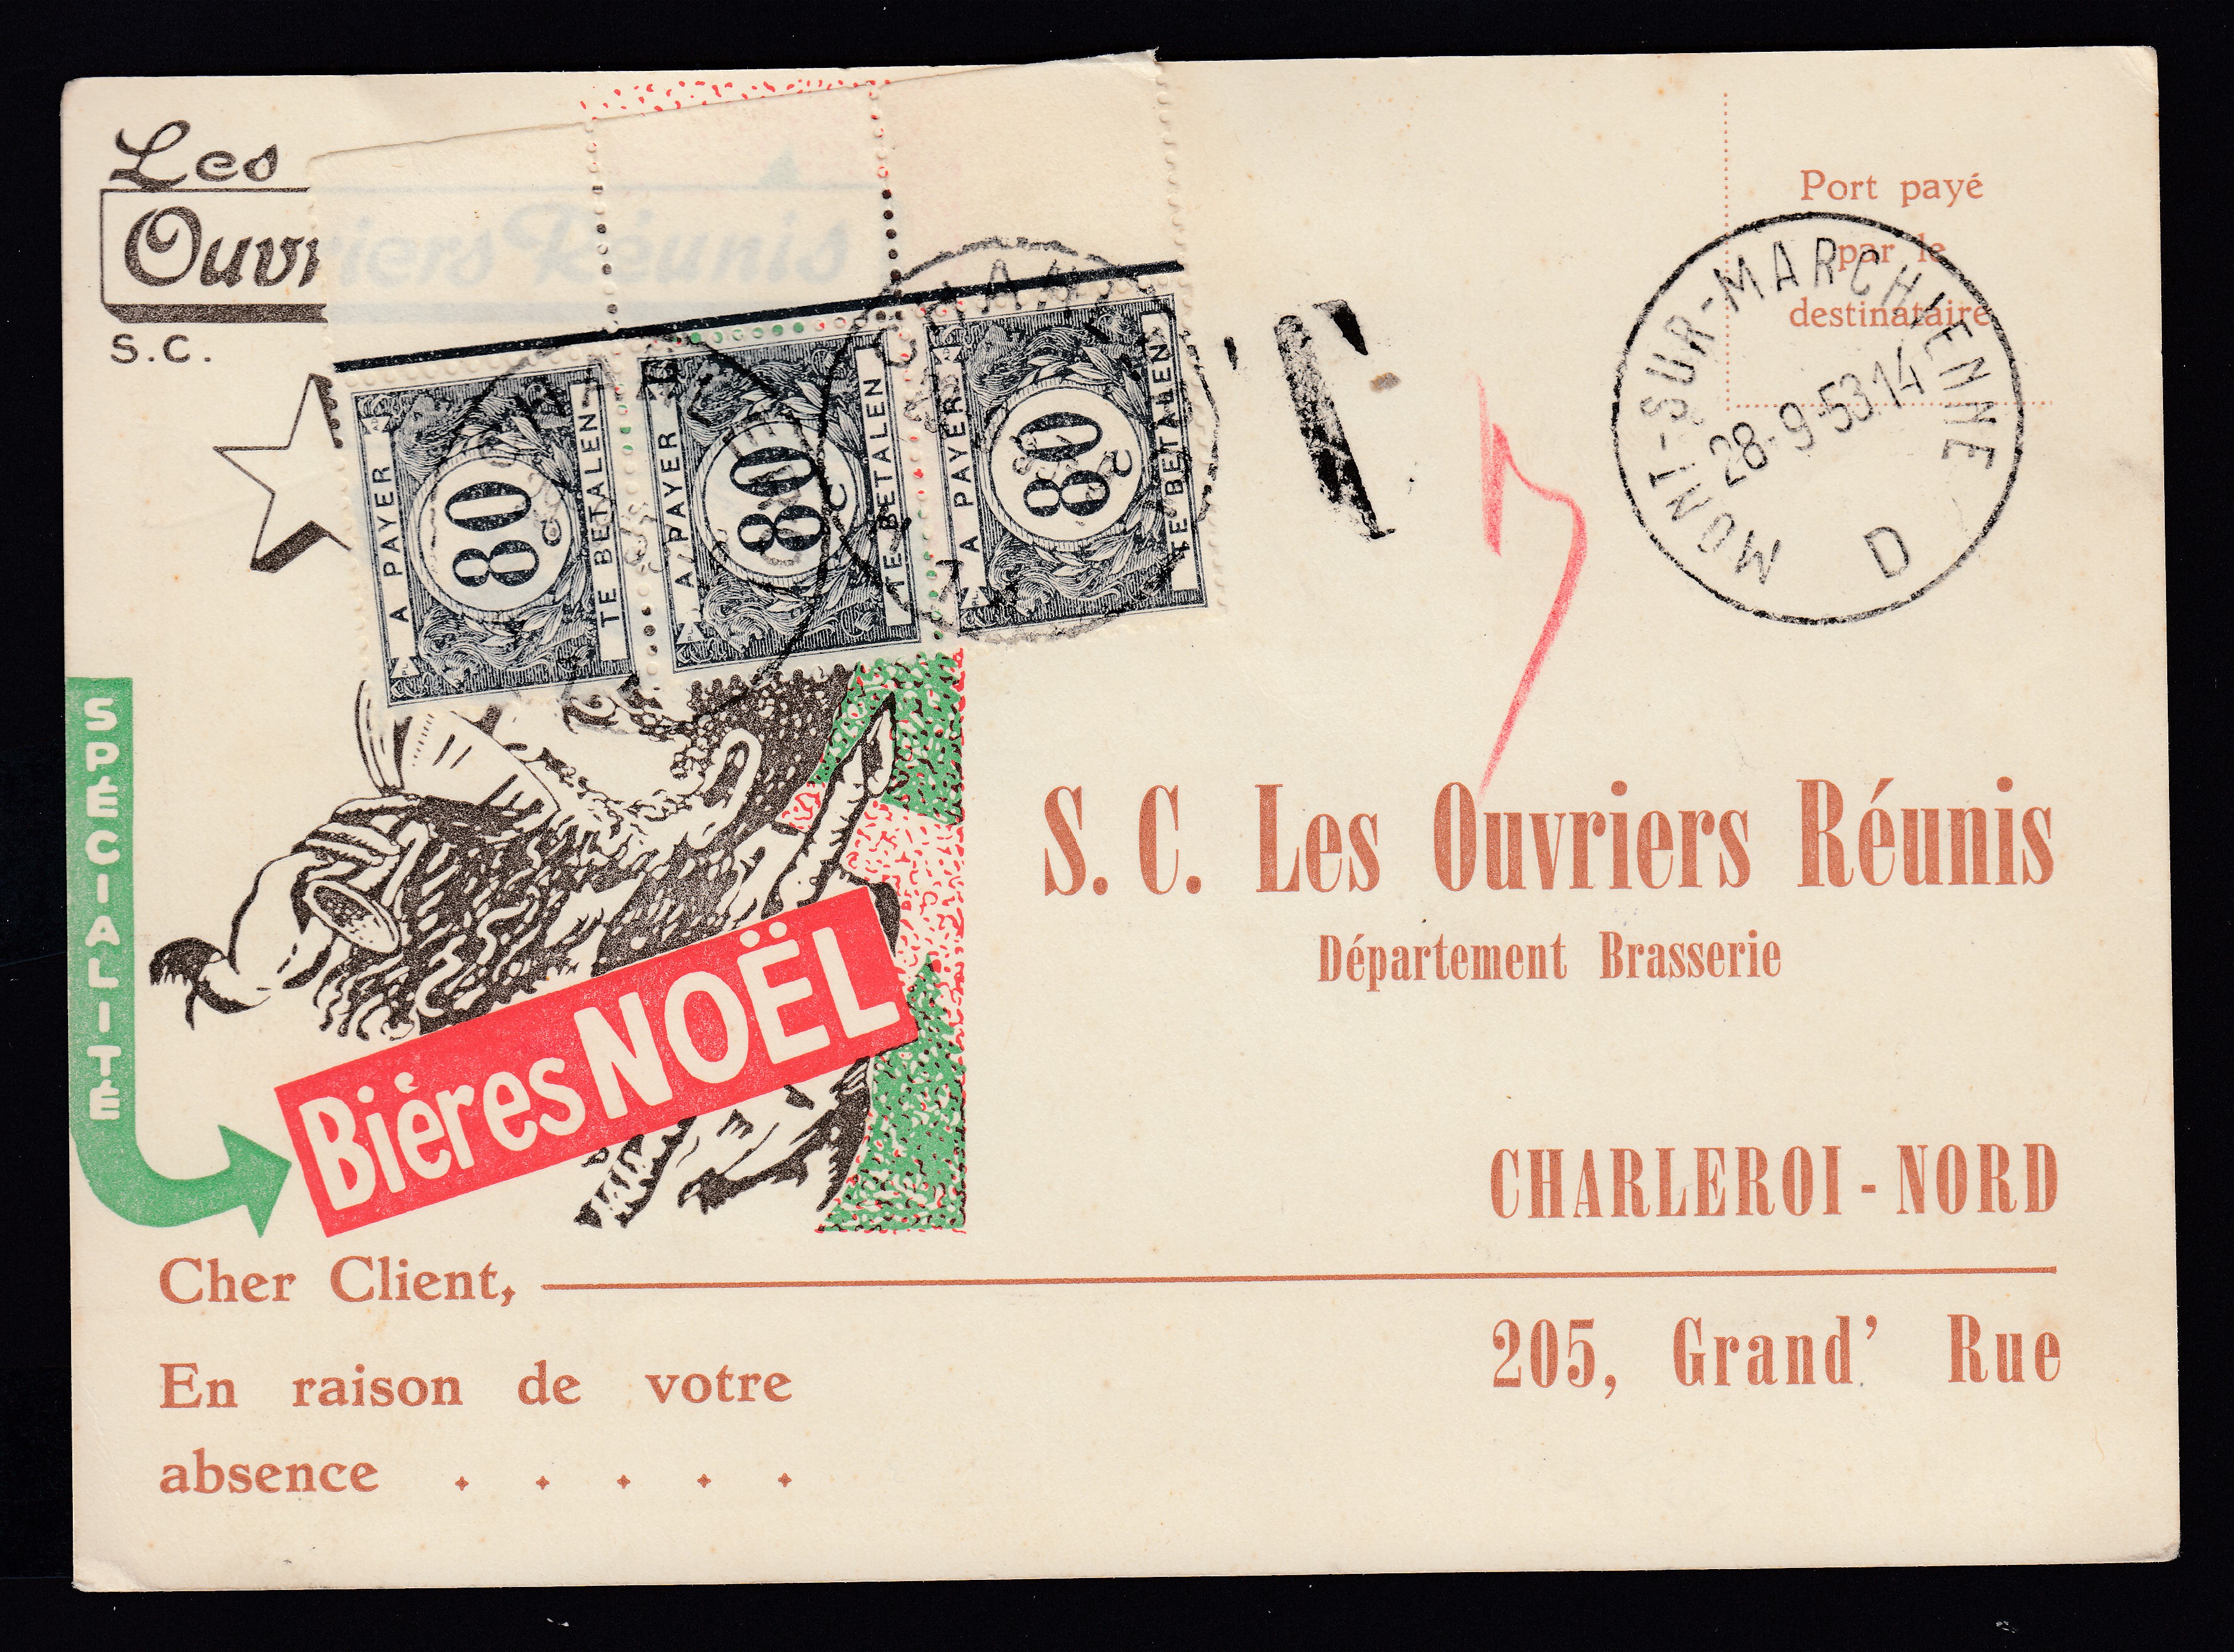 Les
Ouvriers Réunis
S.C.
A PAYER
80
c
TE BETALEN
A PAYER
80
c
TE BETALEN
A PAYER
80
c
TE BETALEN
T
Port payé
par le
destinataire
MONT-SUR-MARCHIENNE
28-9-53.14
D
SPÉCIALITÉ
Bières NOËL
S. C. Les Ouvriers Réunis
Département Brasserie
CHARLEROI - NORD
Cher Client,
205, Grand' Rue
En raison de votre
absence . . . . .